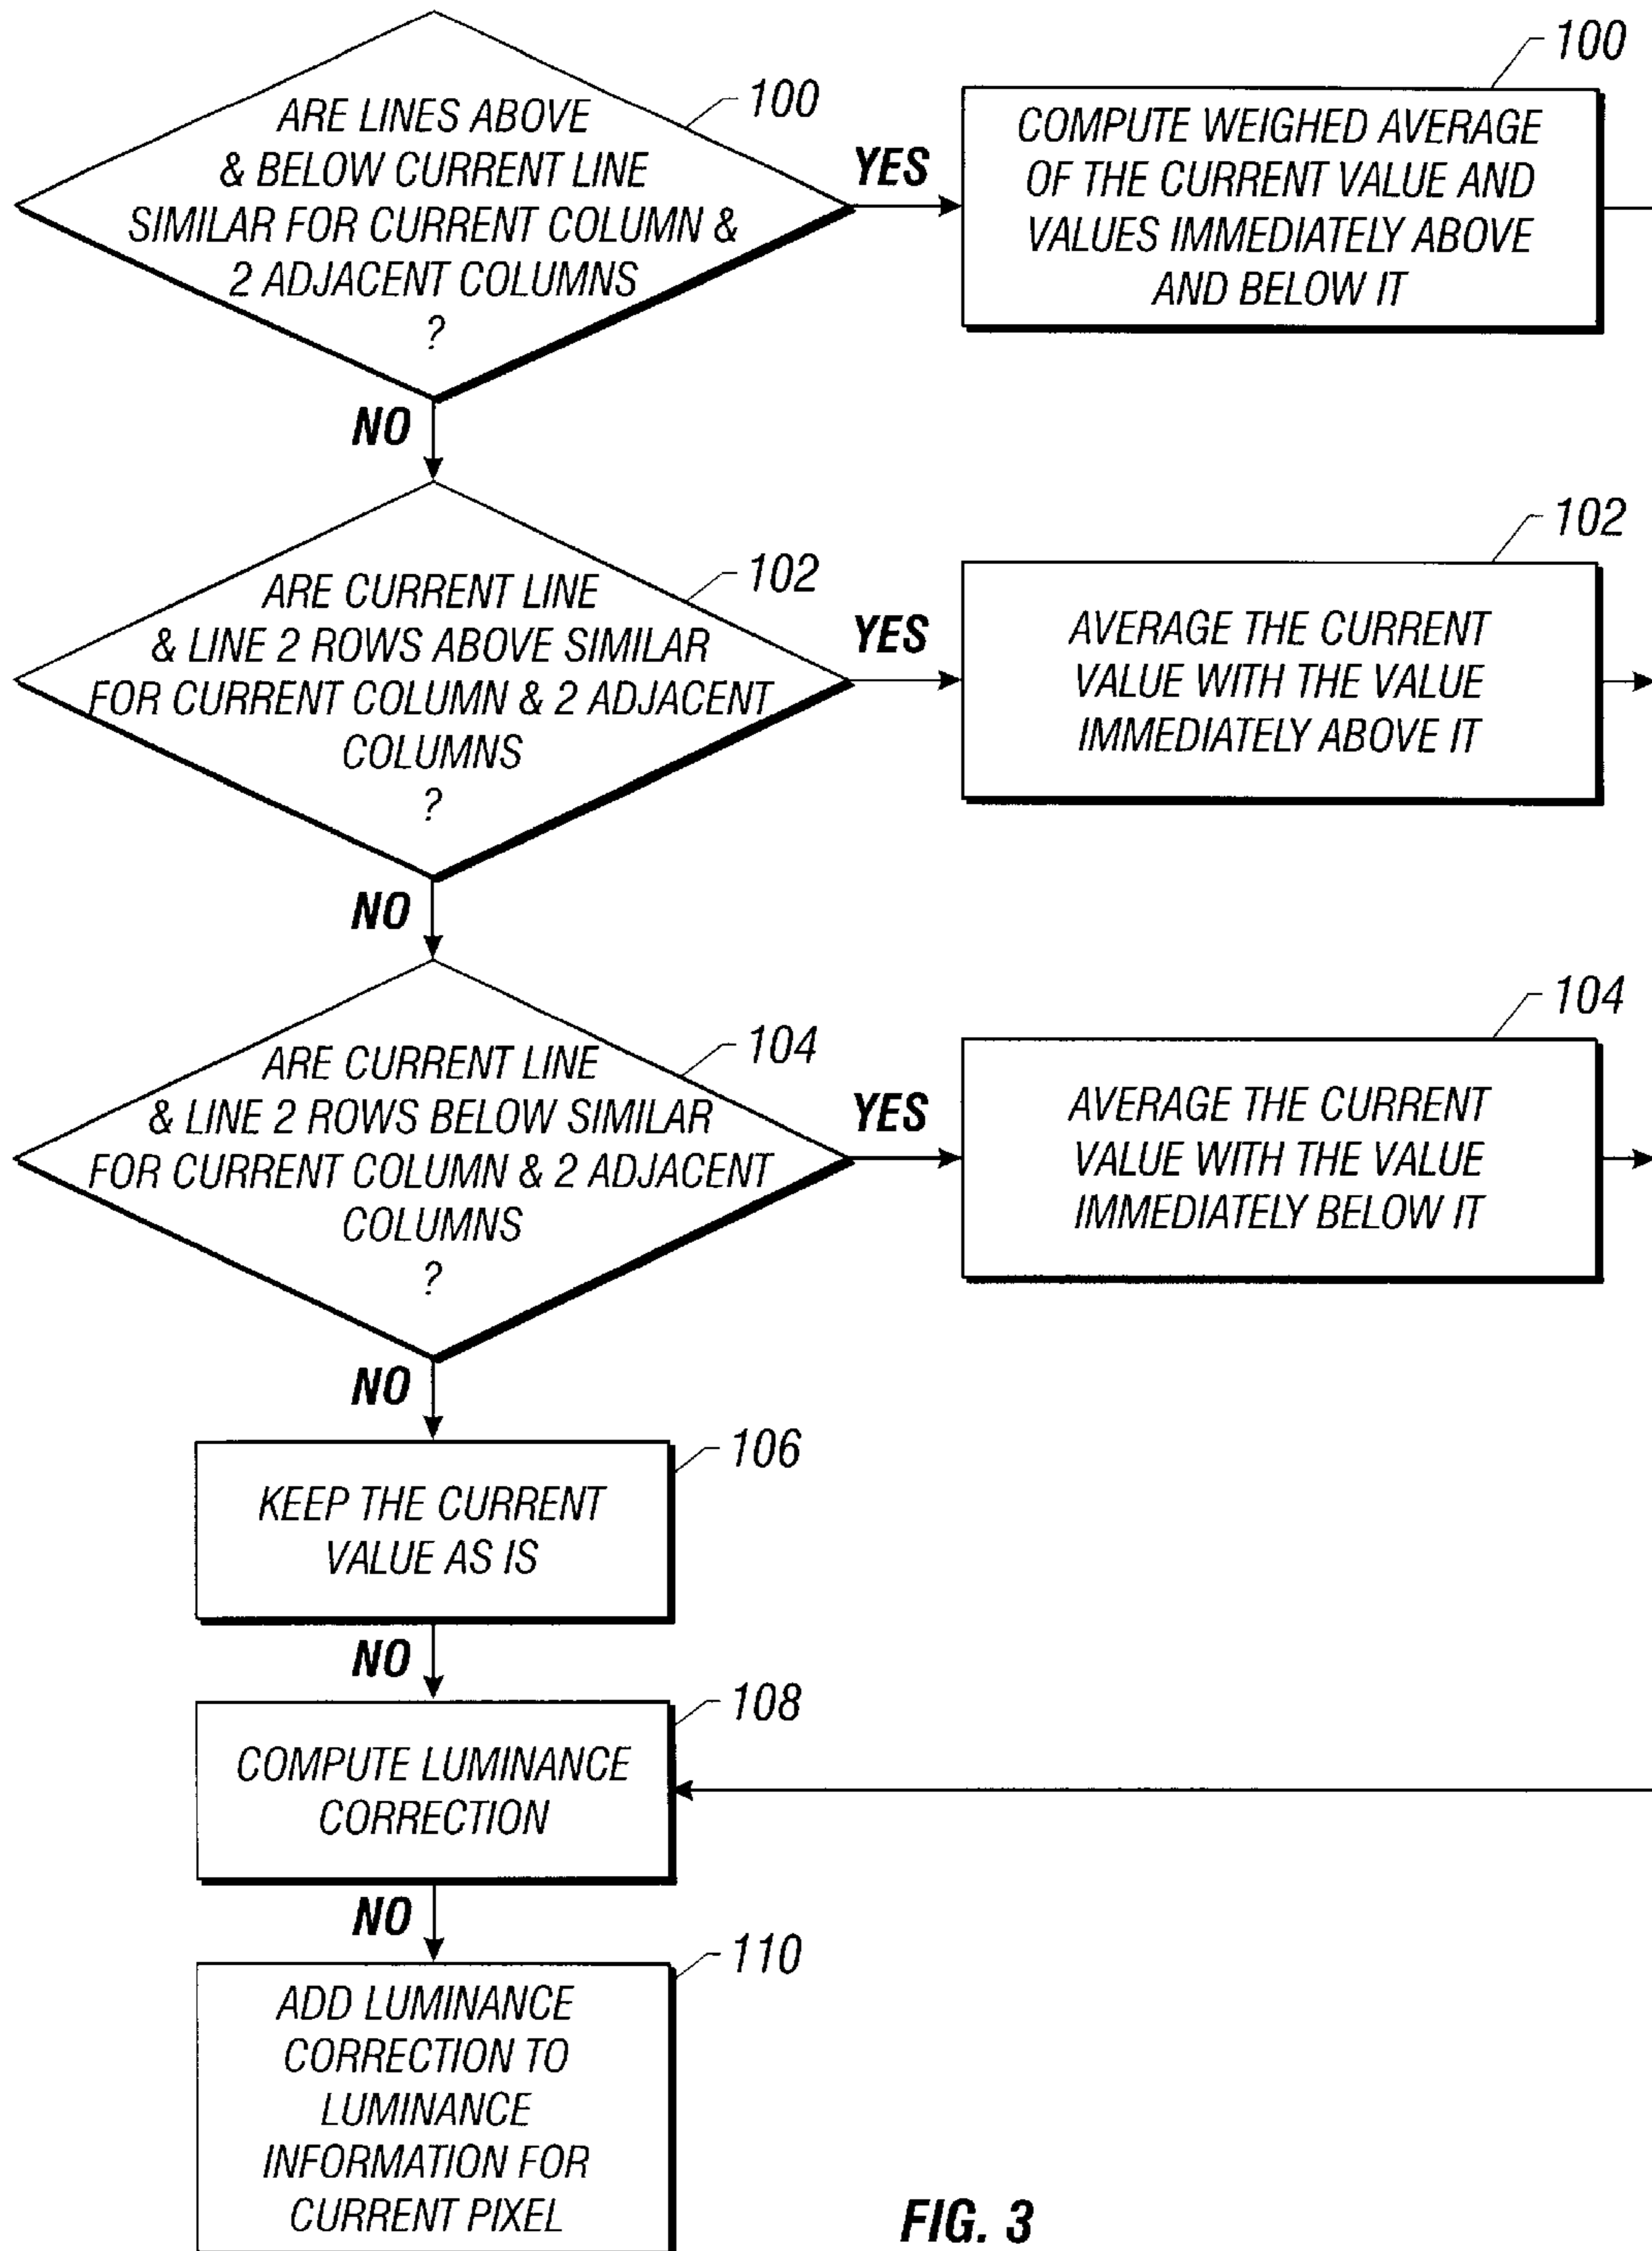 ARE LINES ABOVE
& BELOW CURRENT LINE
SIMILAR FOR CURRENT COLUMN &
2 ADJACENT COLUMNS
?
100
YES
COMPUTE WEIGHED AVERAGE
OF THE CURRENT VALUE AND
VALUES IMMEDIATELY ABOVE
AND BELOW IT
100
NO
ARE CURRENT LINE
& LINE 2 ROWS ABOVE SIMILAR
FOR CURRENT COLUMN & 2 ADJACENT
COLUMNS
?
102
YES
AVERAGE THE CURRENT
VALUE WITH THE VALUE
IMMEDIATELY ABOVE IT
102
NO
ARE CURRENT LINE
& LINE 2 ROWS BELOW SIMILAR
FOR CURRENT COLUMN & 2 ADJACENT
COLUMNS
?
104
YES
AVERAGE THE CURRENT
VALUE WITH THE VALUE
IMMEDIATELY BELOW IT
104
NO
KEEP THE CURRENT
VALUE AS IS
106
NO
COMPUTE LUMINANCE
CORRECTION
108
NO
ADD LUMINANCE
CORRECTION TO
LUMINANCE
INFORMATION FOR
CURRENT PIXEL
110
FIG. 3